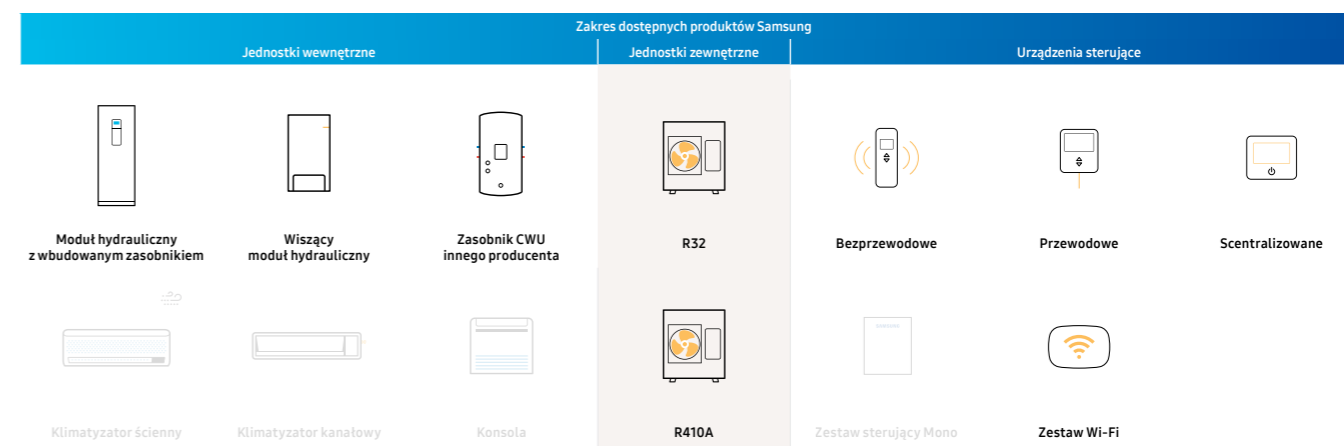 Zakres dostępnych produktów Samsung
Jednostki wewnętrzne
Jednostki zewnętrzne
Urządzenia sterujące
Moduł hydrauliczny
z wbudowanym zasobnikiem
Wiszący
moduł hydrauliczny
Zasobnik CWU
innego producenta
R32
Bezprzewodowe
Przewodowe
Scentralizowane
SAMSUNG
Klimatyzator ścienny
Klimatyzator kanałowy
Konsola
R410A
Zestaw sterujący Mono
Zestaw Wi-Fi